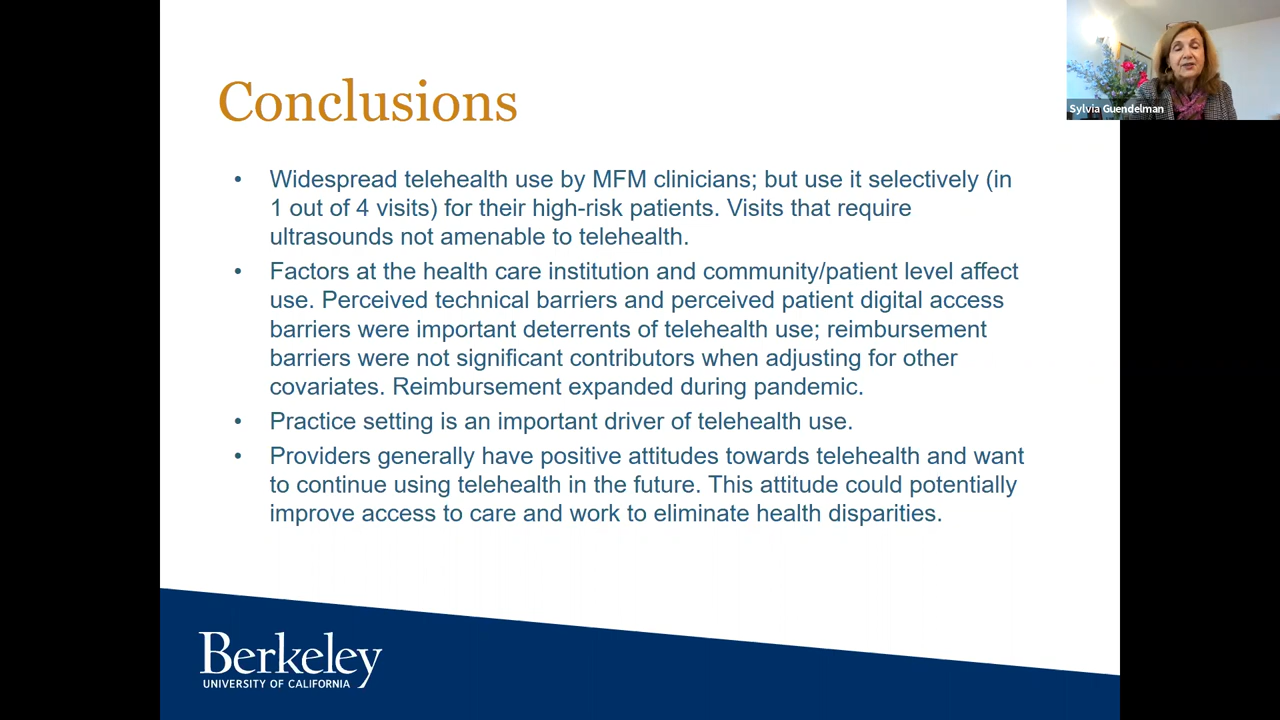 Conclusions
Sylvia Guendelman
• Widespread telehealth use by MFM clinicians; but use it selectively (in
1 out of 4 visits) for their high-risk patients. Visits that require
ultrasounds not amenable to telehealth.
• Factors at the health care institution and community/patient level affect
use. Perceived technical barriers and perceived patient digital access
barriers were important deterrents of telehealth use; reimbursement
barriers were not significant contributors when adjusting for other
covariates. Reimbursement expanded during pandemic.
• Practice setting is an important driver of telehealth use.
• Providers generally have positive attitudes towards telehealth and want
to continue using telehealth in the future. This attitude could potentially
improve access to care and work to eliminate health disparities.
Berkeley
UNIVERSITY OF CALIFORNIA